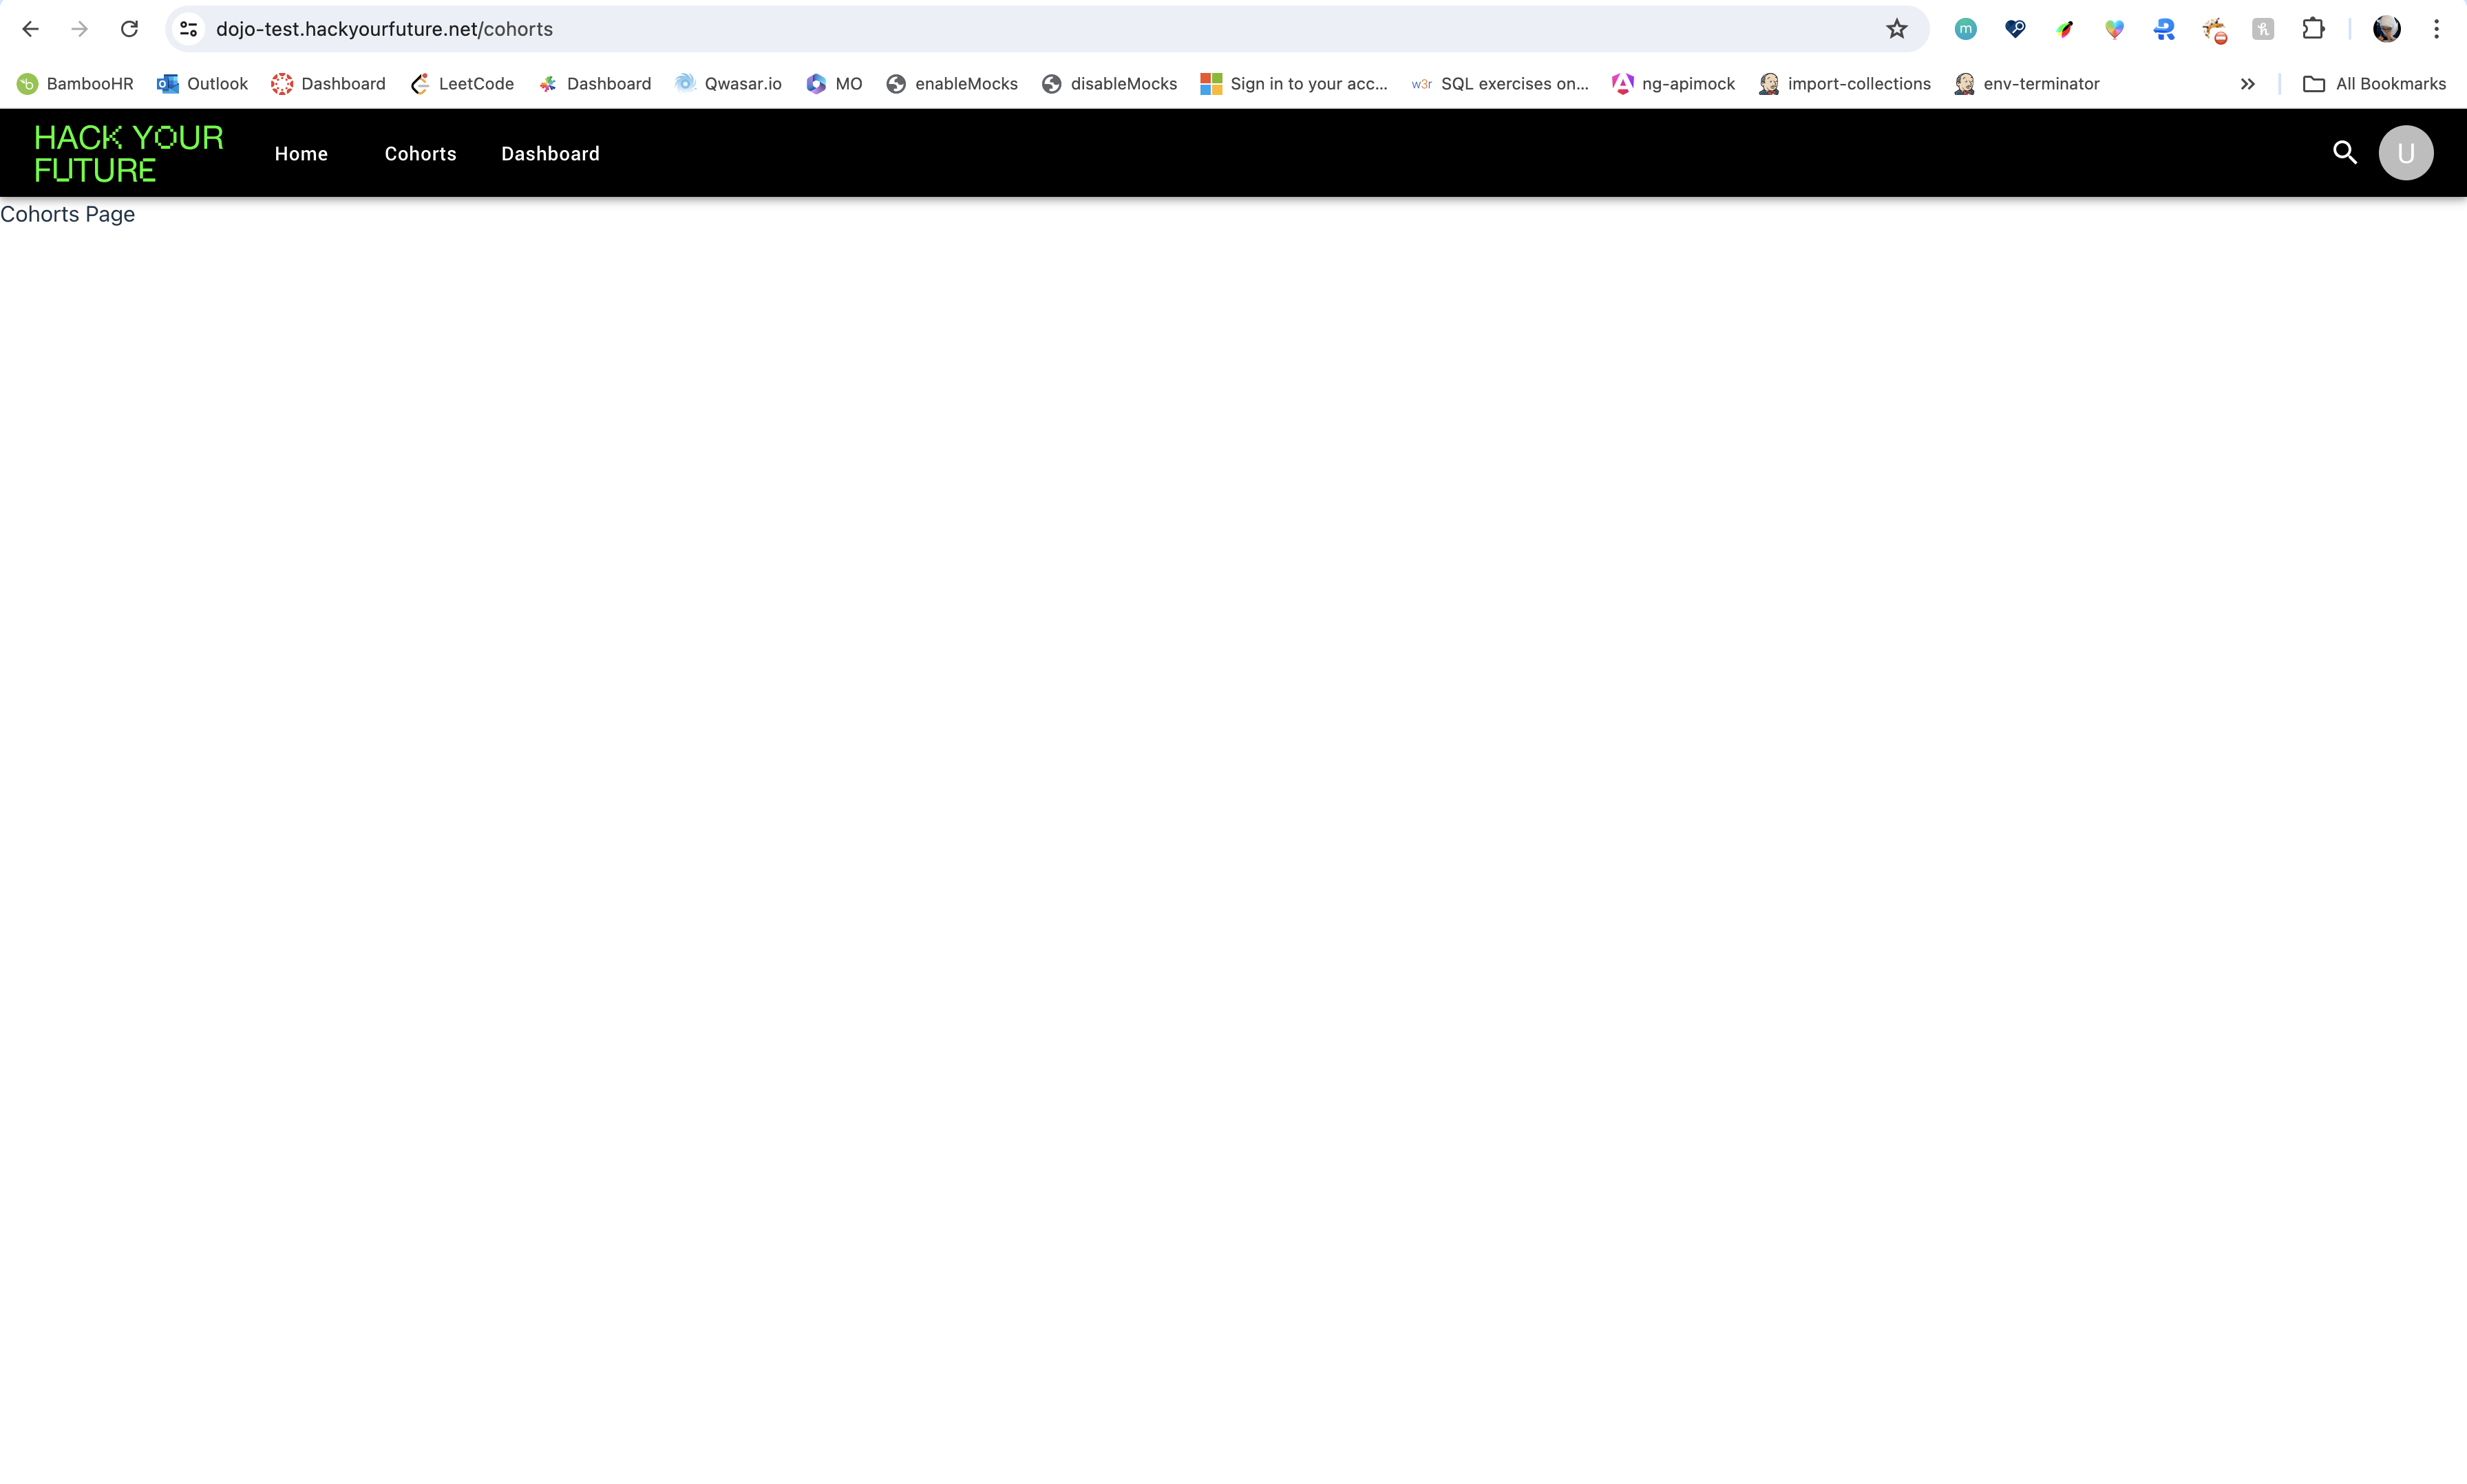 dojo-test.hackyourfuture.net/cohorts
m
BambooHR Outlook Dashboard LeetCode Dashboard Qwasar.io MO enableMocks disableMocks Sign in to your acc... w3r SQL exercises on... ng-apimock import-collections env-terminator » All Bookmarks
HACK YOUR
FUTURE
Home Cohorts Dashboard U
Cohorts Page